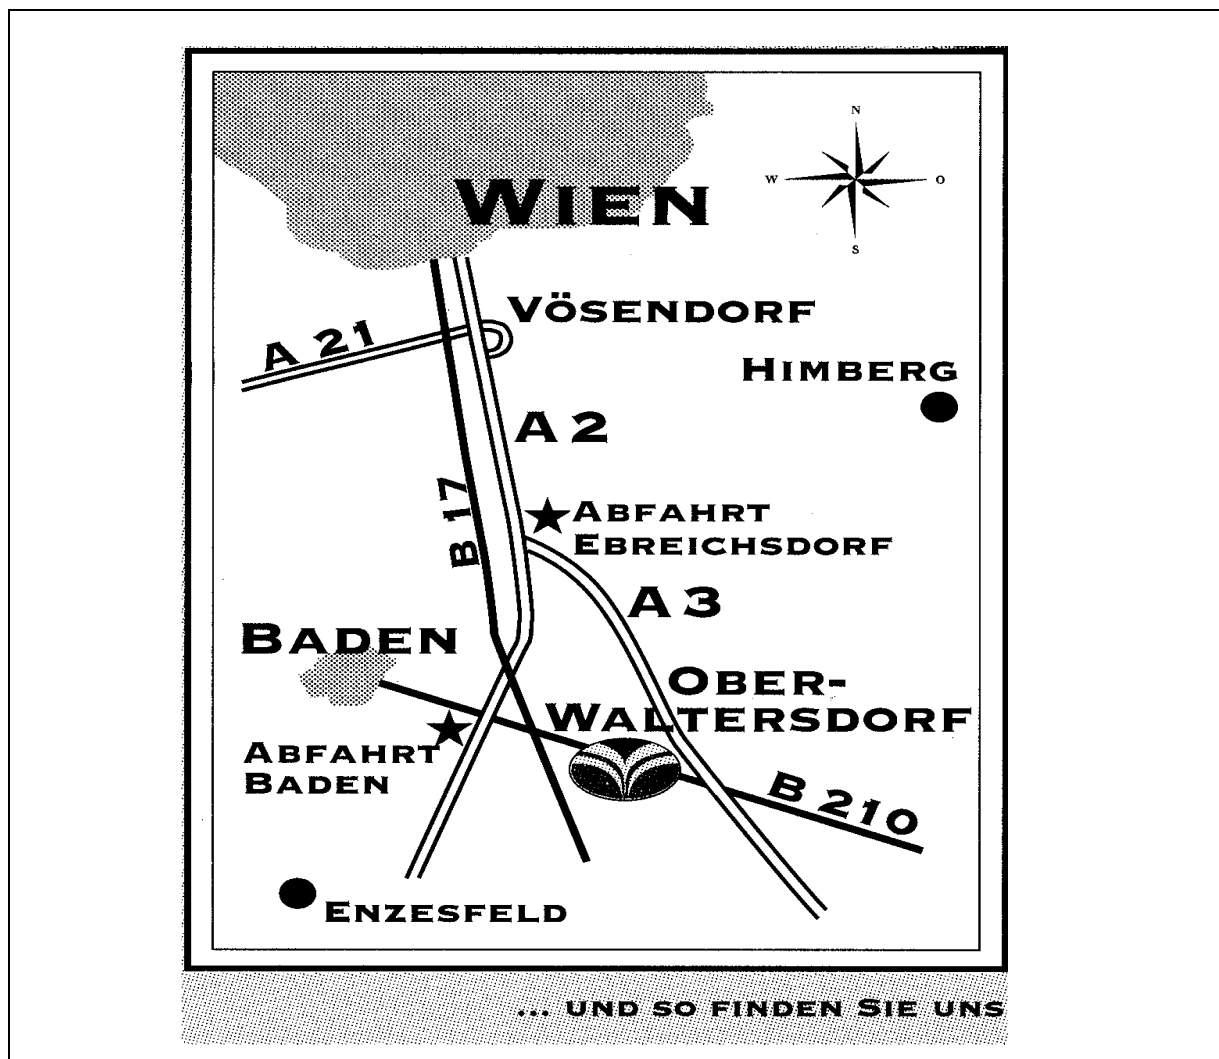 N
W
O
WIEN
S
VÖSENDORF
A 21
HIMBERG
A 2
B 17
ABFAHRT
EBREICHSDORF
A 3
BADEN
OBER-
WALTERSDORF
ABFAHRT
BADEN
B 210
ENZESFELD
... UND SO FINDEN SIE UNS